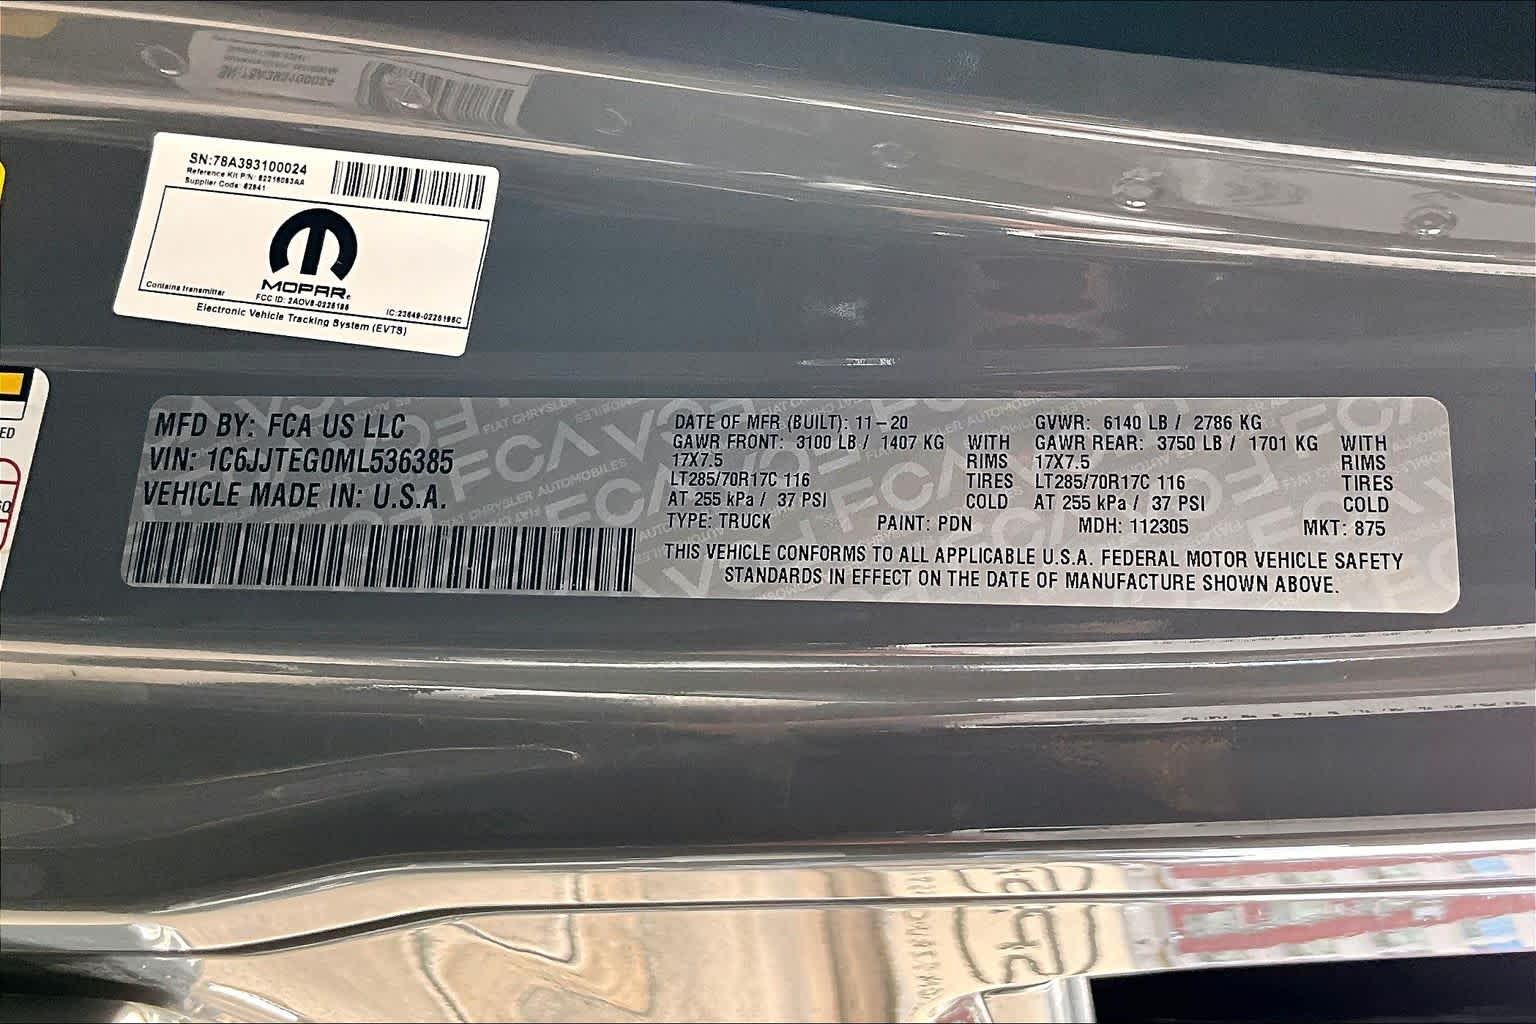 SN:78A393100024
Reference Kit P/N: 82216083AA
Supplier Code: 62841
MOPAR
Contains transmitter
FCC ID: 2AOV8-0228196
IC:23649-0228196C
Electronic Vehicle Tracking System (EVTS)
ED
MFD BY: FCA US LLC
VIN: 1C6JJTEG0ML536385
VEHICLE MADE IN: U.S.A.
DATE OF MFR (BUILT): 11-20
GVWR: 6140 LB / 2786 KG
GAWR FRONT: 3100 LB / 1407 KG WITH
17X7.5 RIMS
LT285/70R17C 116 TIRES
AT 255 kPa / 37 PSI COLD
GAWR REAR: 3750 LB / 1701 KG WITH
17X7.5 RIMS
LT285/70R17C 116 TIRES
AT 255 kPa / 37 PSI COLD
TYPE: TRUCK PAINT: PDN MDH: 112305 MKT: 875
THIS VEHICLE CONFORMS TO ALL APPLICABLE U.S.A. FEDERAL MOTOR VEHICLE SAFETY
STANDARDS IN EFFECT ON THE DATE OF MANUFACTURE SHOWN ABOVE.